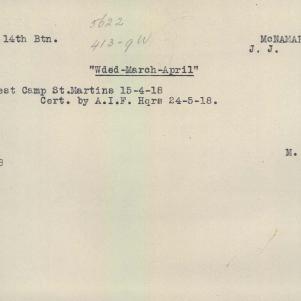 5622
14th Btn. McNAMAR
413-9W J. J.
"Wded-March-April"
est Camp St.Martins 15-4-18
Cert. by A.I.F. Hqrs 24-5-18.
M.
8